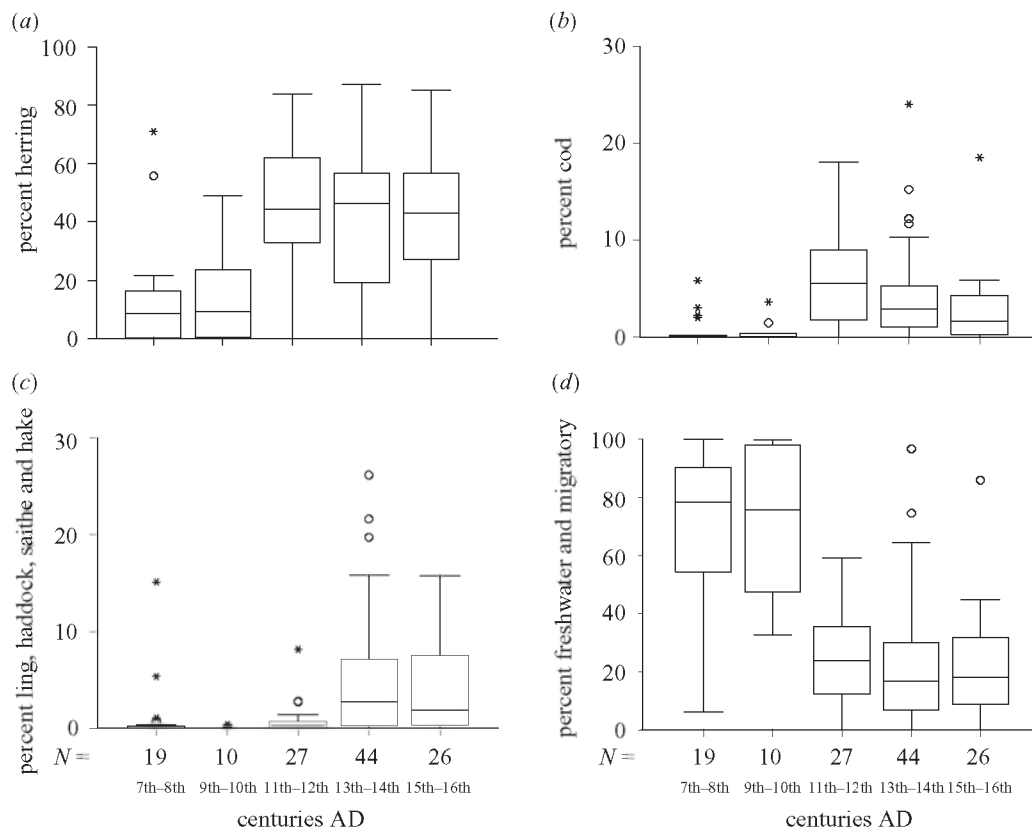 (a)
100
80
60
40
20
0
percent herring
(b)
30
20
10
0
percent cod
(c)
30
20
10
0
percent ling, haddock, saithe and hake
N = 19 10 27 44 26
7th–8th 9th–10th 11th–12th 13th–14th 15th–16th
centuries AD
(d)
100
80
60
40
20
0
percent freshwater and migratory
N = 19 10 27 44 26
7th–8th 9th–10th 11th–12th 13th–14th 15th–16th
centuries AD